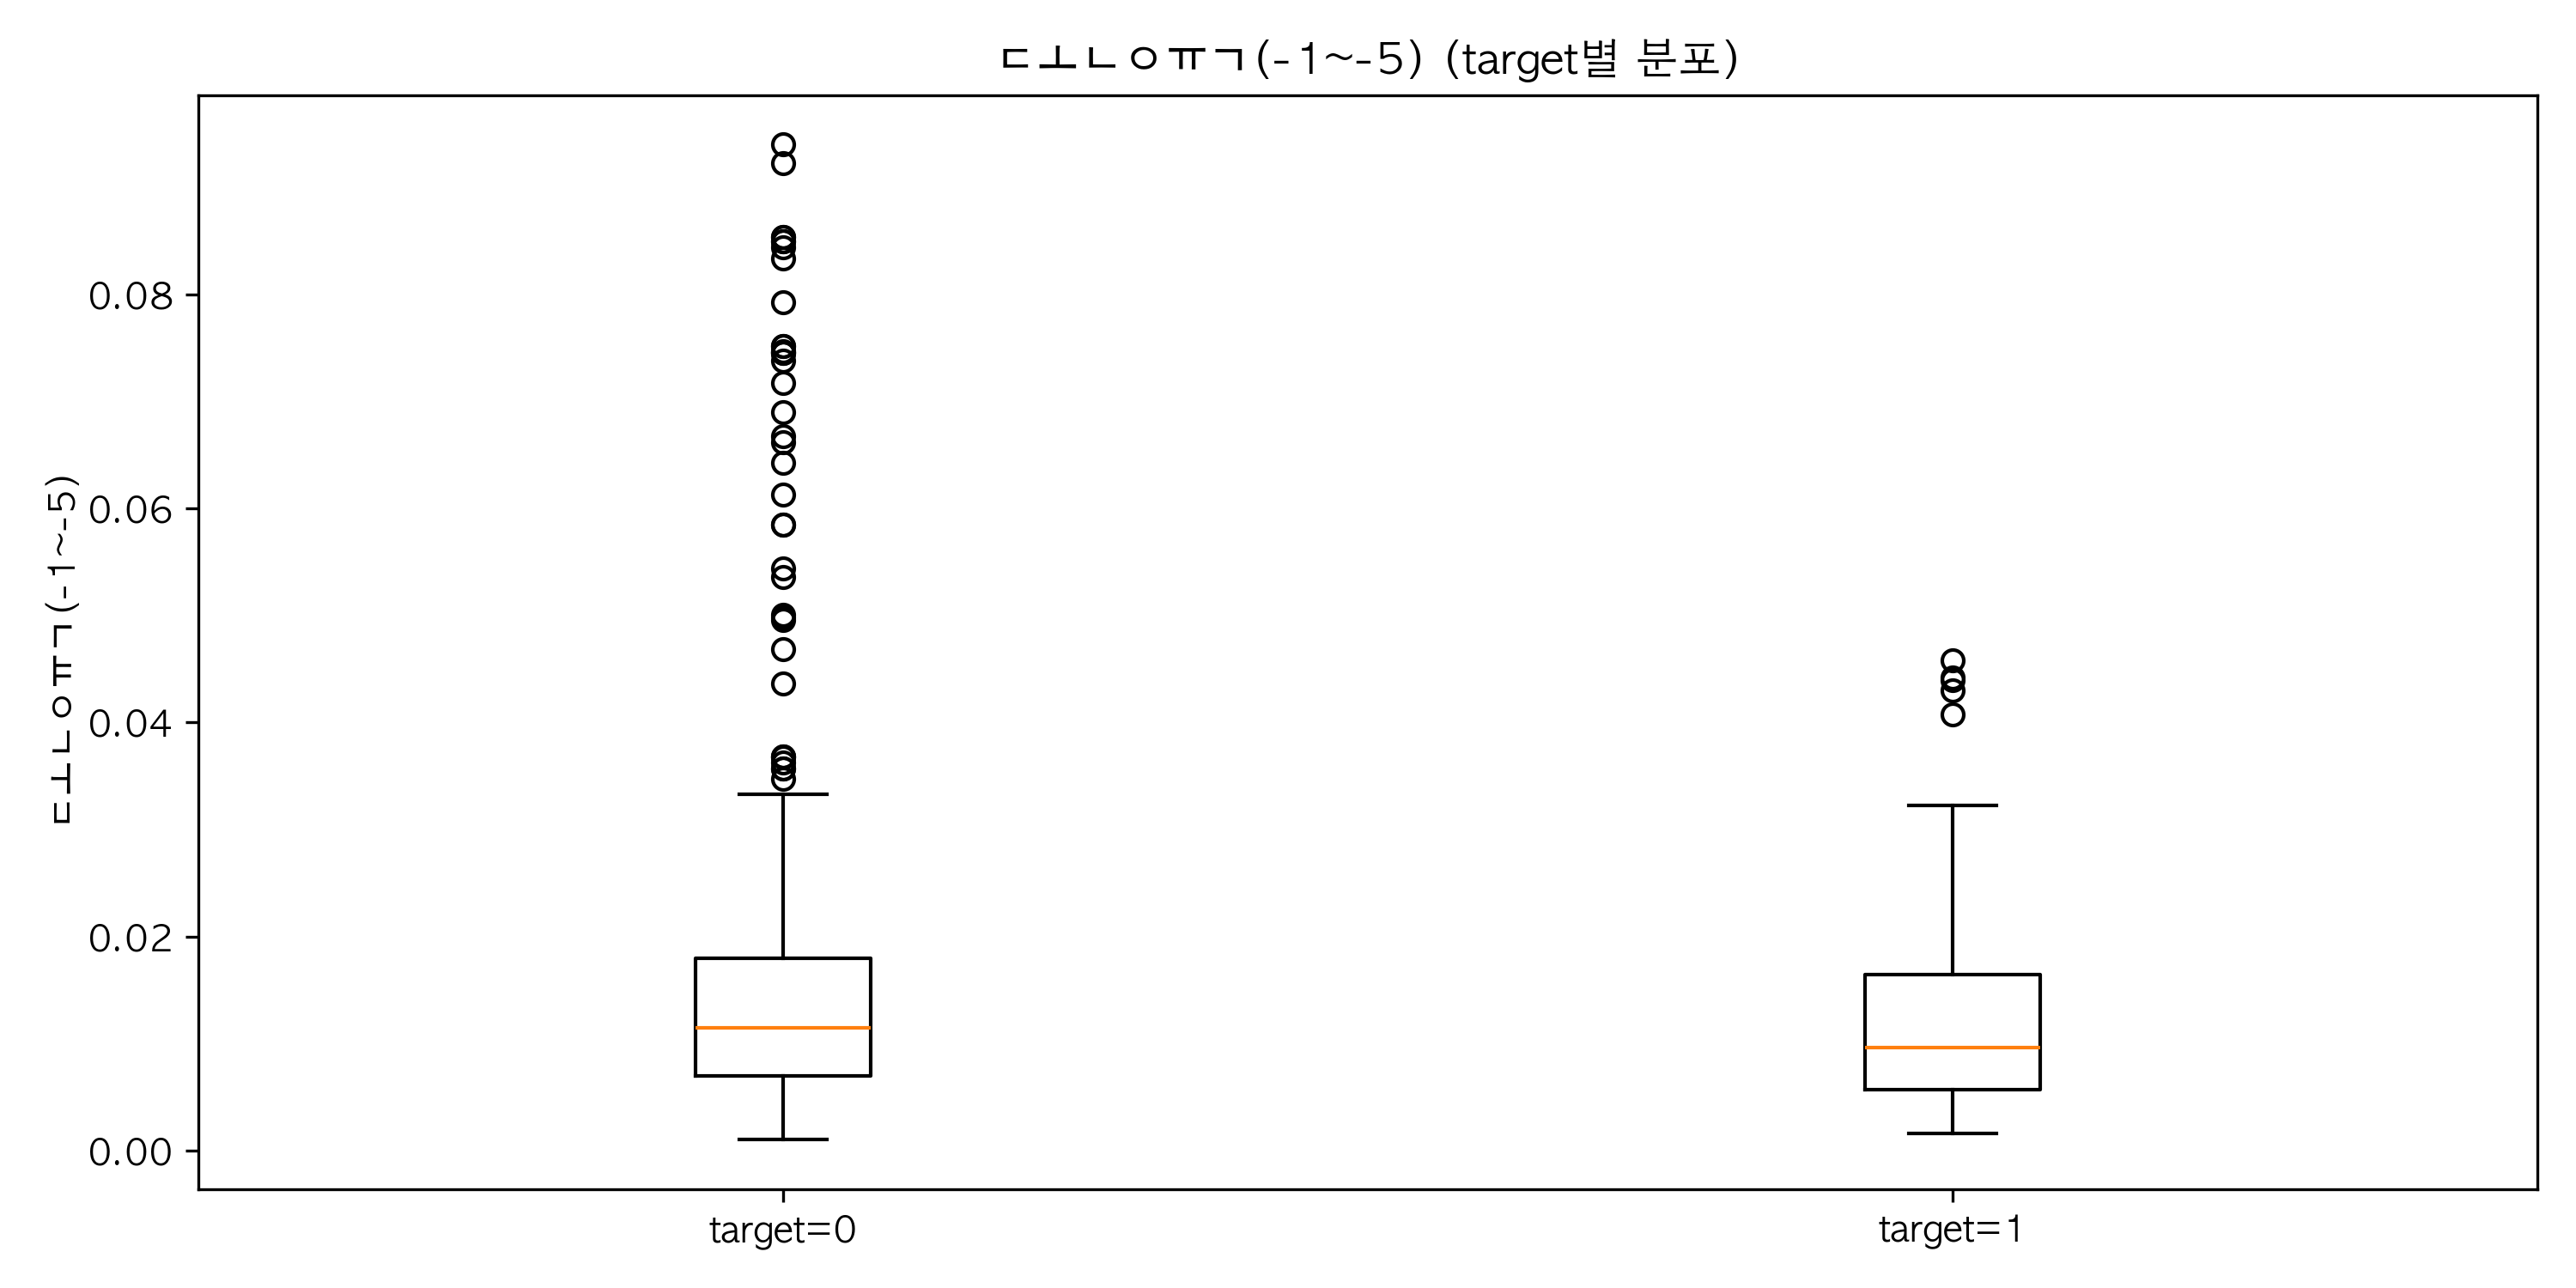 ㄷㅗㄴㅇㅠㄱ(-1~-5) (target별 분포)
ㄷㅗㄴㅇㅠㄱ(-1~-5)
0.08
0.06
0.04
0.02
0.00
target=0
target=1